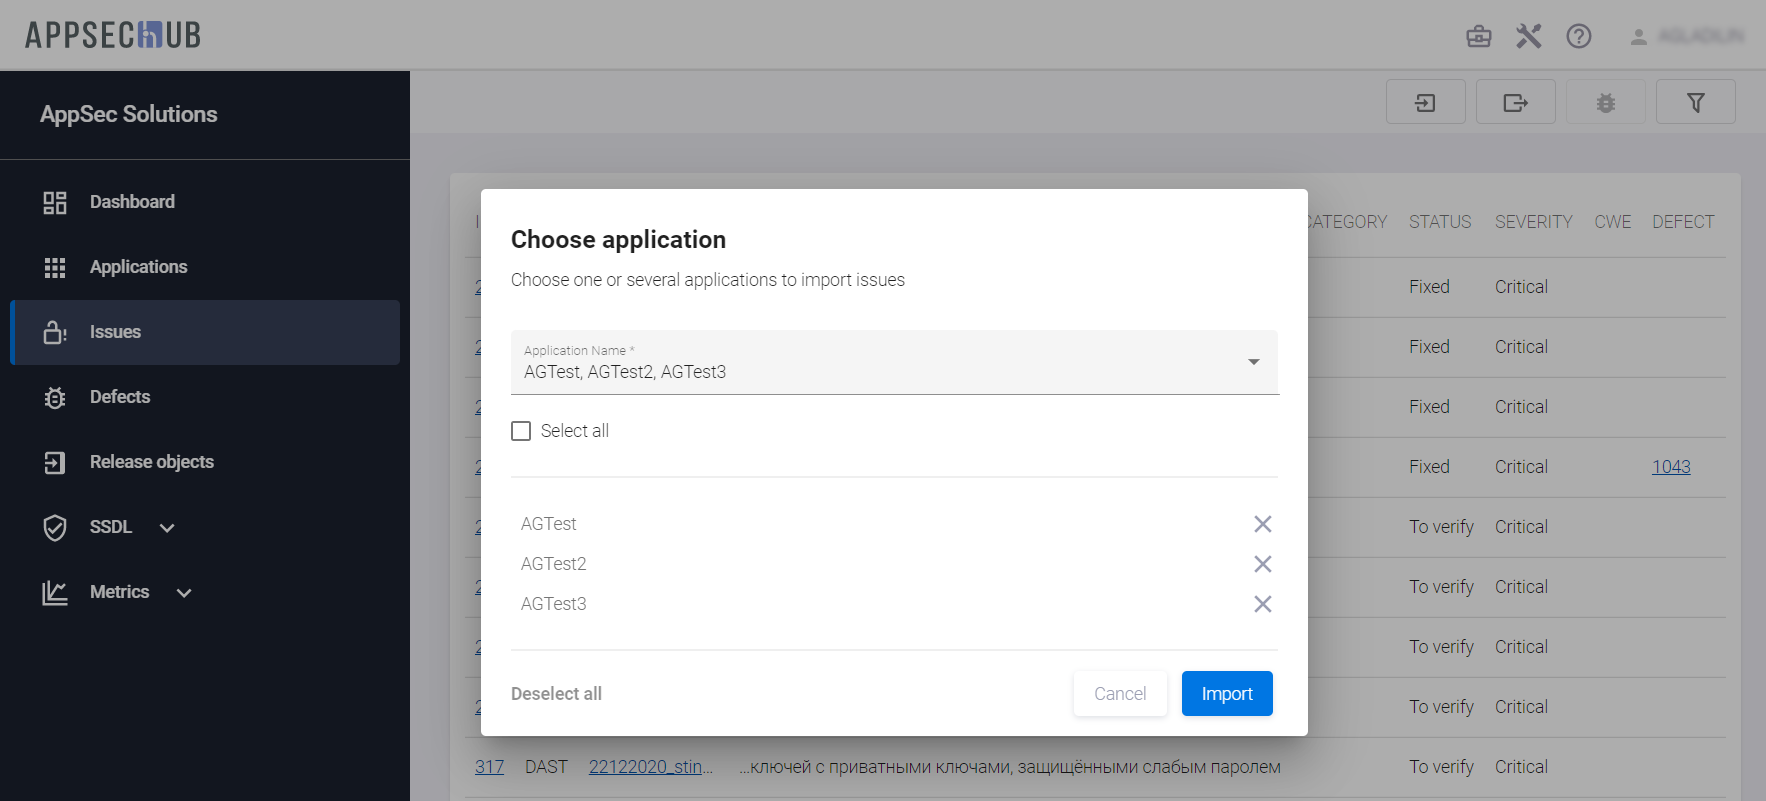 APPSECHUB
AppSec Solutions
Dashboard
Applications
Issues
Defects
Release objects
SSDL
Metrics
STATUS SEVERITY CWE DEFECT
Fixed Critical
Fixed Critical
Fixed Critical
Fixed Critical 1043
To verify Critical
To verify Critical
To verify Critical
To verify Critical
317 DAST 22122020_stin... ...ключей с приватными ключами, защищёнными слабым паролем To verify Critical
Choose application
Choose one or several applications to import issues
Application Name *
AGTest, AGTest2, AGTest3
Select all
AGTest
AGTest2
AGTest3
Deselect all
Cancel
Import